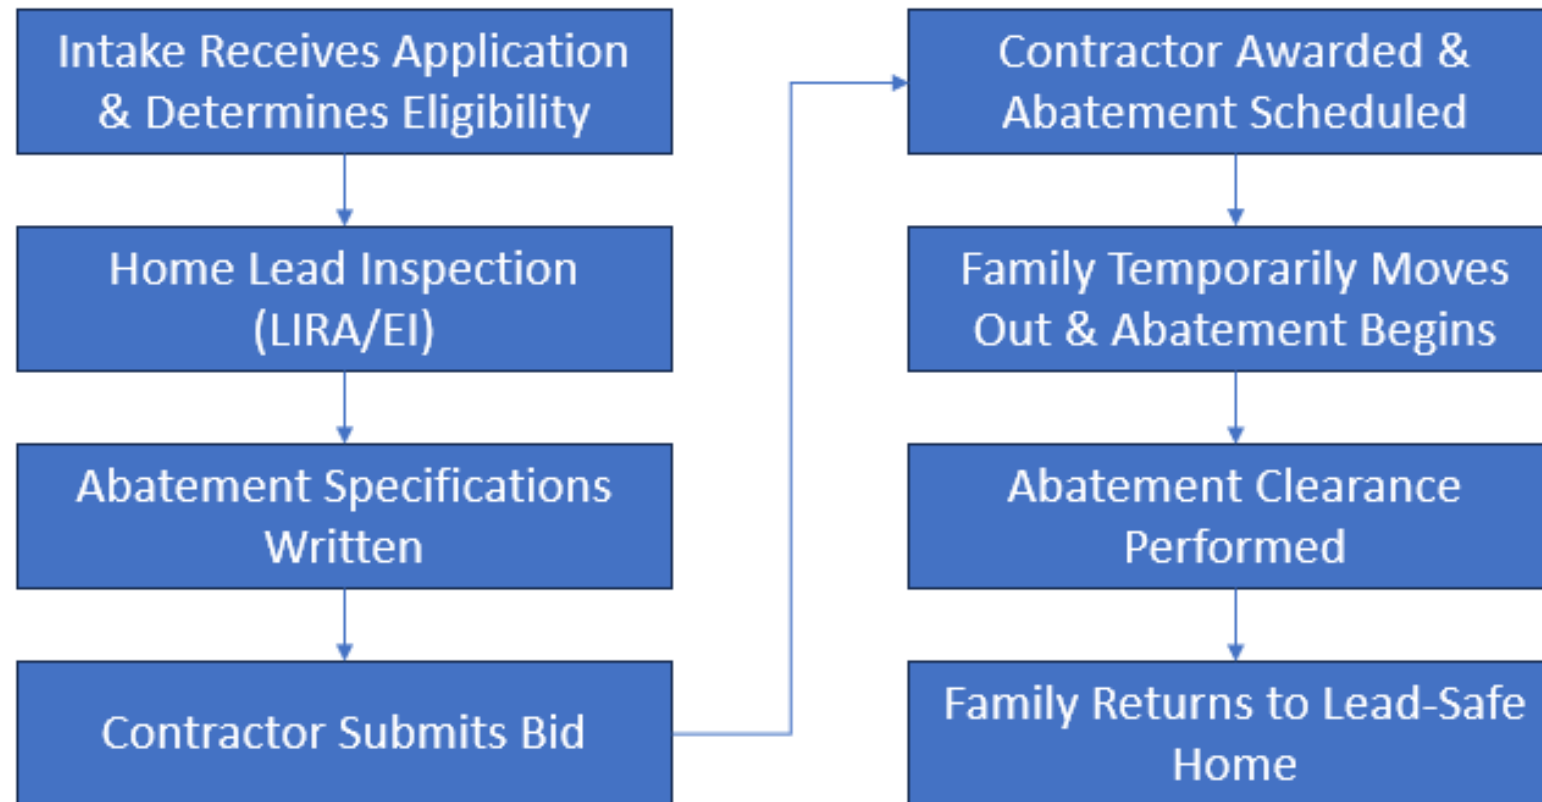 Intake Receives Application
& Determines Eligibility
Home Lead Inspection
(LIRA/EI)
Abatement Specifications
Written
Contractor Submits Bid
Contractor Awarded &
Abatement Scheduled
Family Temporarily Moves
Out & Abatement Begins
Abatement Clearance
Performed
Family Returns to Lead-Safe
Home